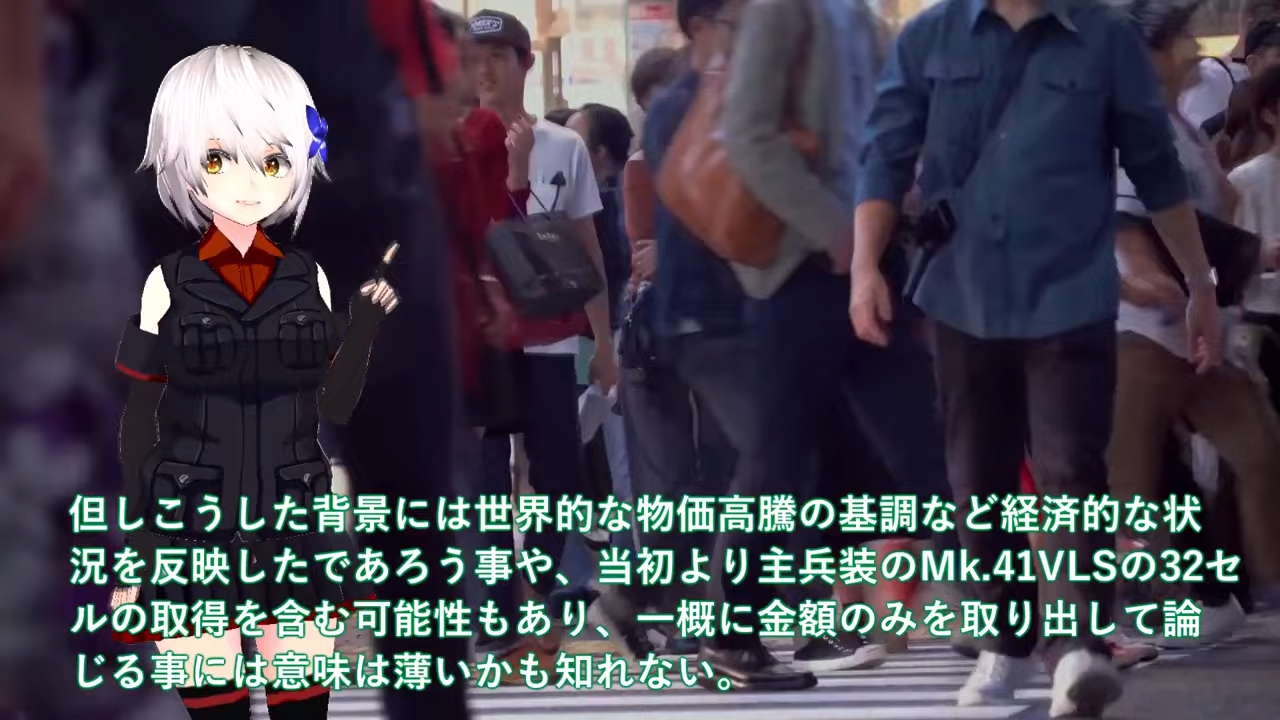 但しこうした背景には世界的な物価高騰の基調など経済的な状
況を反映したであろう事や、当初より主兵装のMk.41VLSの32セ
ルの取得を含む可能性もあり、一概に金額のみを取り出して論
じる事には意味は薄いかも知れない。